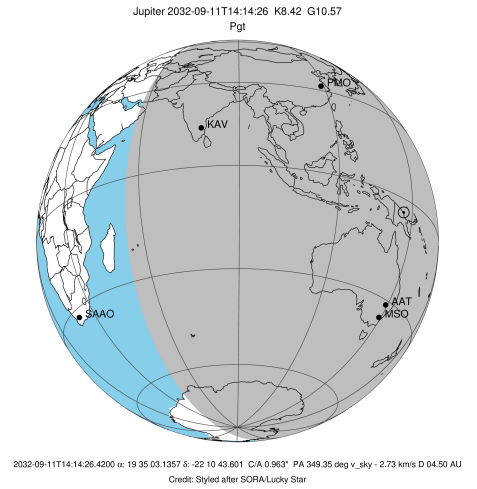 Jupiter 2032-09-11T14:14:26 K8.42 G10.57
Pgt
PMO
KAV
AAT
MSO
SAAO
2032-09-11T14:14:26.4200 α: 19 35 03.1357 δ: -22 10 43.601 C/A 0.963" PA 349.35 deg v_sky - 2.73 km/s D 04.50 AU
Credit: Styled after SORA/Lucky Star